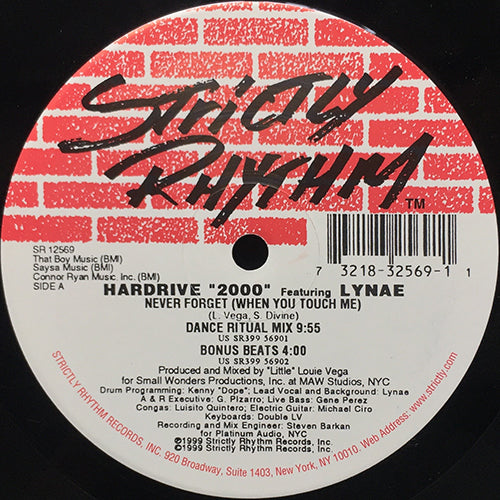 STRICTLY
RHYTHM
TM
SR 12569
That Boy Music (BMI)
Saysa Music (BMI)
Connor Ryan Music. Inc. (BMI)
SIDE A
7 3218-32569-1 1
HARDRIVE "2000" Featuring LYNAE
NEVER FORGET (WHEN YOU TOUCH ME)
(L. Vega, S. Divine)
DANCE RITUAL MIX 9:55
US SR399 56901
BONUS BEATS 4:00
US SR399 56902
Produced and Mixed by "Little" Louie Vega
for Small Wonders Productions, Inc. at MAW Studios, NYC
Drum Programming: Kenny "Dope"; Lead Vocal and Background: Lynae
A & R Executive: G. Pizarro; Live Bass: Gene Perez
Congas: Luisito Quintero; Electric Guitar: Michael Ciro
Keyboards: Double LV
Recording and Mix Engineer: Steven Barkan
for Platinum Audio, NYC
©1999 Strictly Rhythm Records, Inc.
℗1999 Strictly Rhythm Records, Inc.
STRICTLY RHYTHM RECORDS, INC. 920 Broadway, Suite 1403, New York, NY 10010. Web Address: www.strictly.com